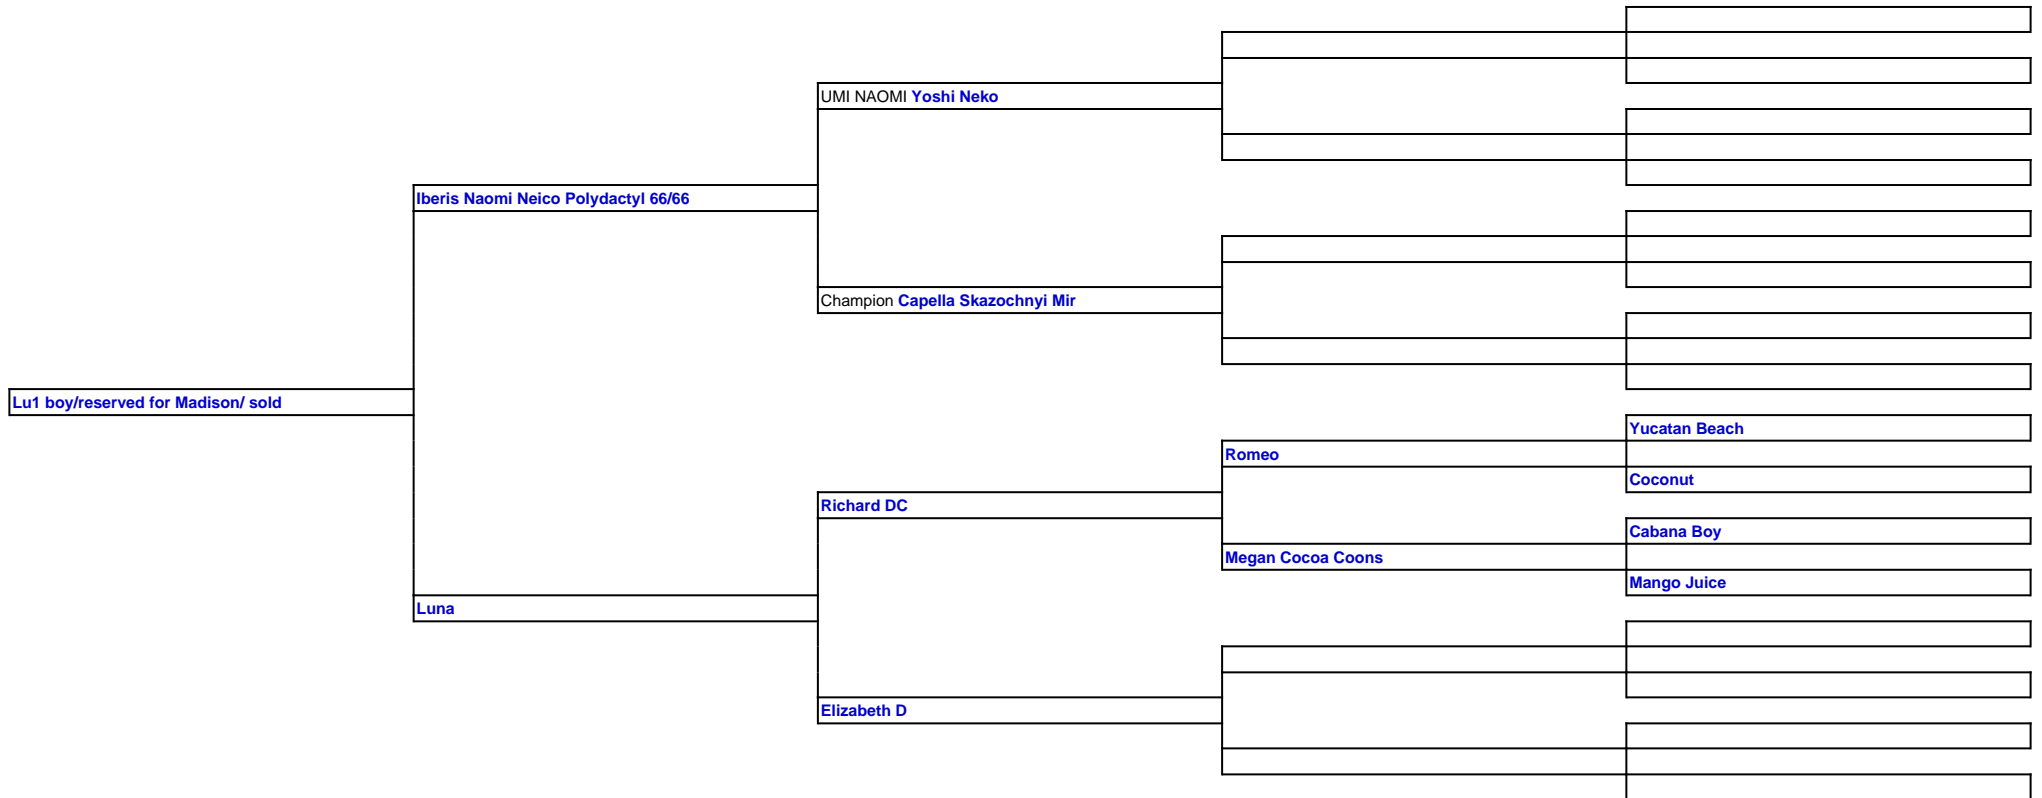 UMI NAOMI Yoshi Neko
Iberis Naomi Neico Polydactyl 66/66
Champion Capella Skazochnyi Mir
Lu1 boy/reserved for Madison/ sold
Yucatan Beach
Romeo
Coconut
Richard DC
Cabana Boy
Megan Cocoa Coons
Mango Juice
Luna
Elizabeth D